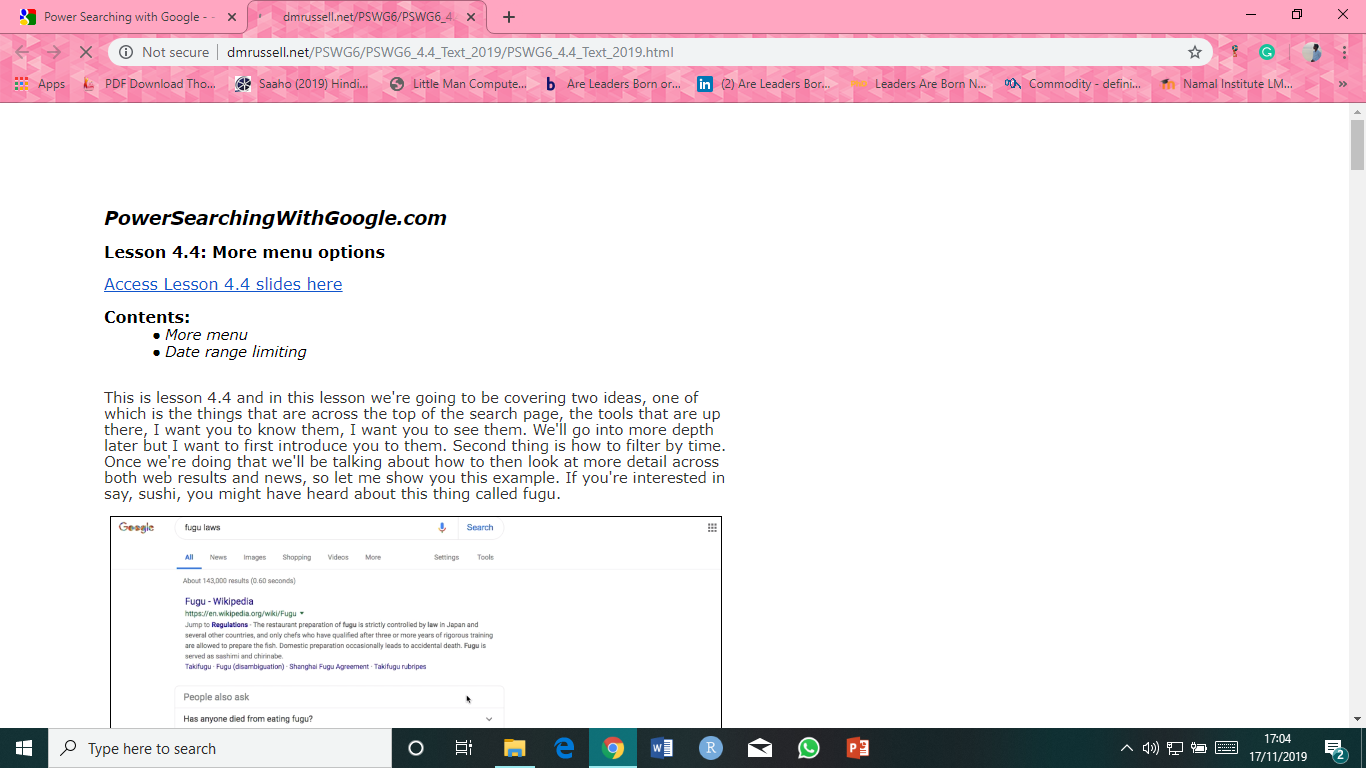 Power Searching with Google -
dmrussell.net/PSWG6/PSWG6_4
Not secure
dmrussell.net/PSWG6/PSWG6_4.4_Text_2019/PSWG6_4.4_Text_2019.html
Apps
PDF Download Tho...
Saaho (2019) Hindi...
Little Man Compute...
Are Leaders Born or...
(2) Are Leaders Bor...
Leaders Are Born N...
Commodity - defini...
Namal Institute LM...
PowerSearchingWithGoogle.com
Lesson 4.4: More menu options
Access Lesson 4.4 slides here
Contents:
● More menu
● Date range limiting
This is lesson 4.4 and in this lesson we're going to be covering two ideas, one of
which is the things that are across the top of the search page, the tools that are up
there, I want you to know them, I want you to see them. We'll go into more depth
later but I want to first introduce you to them. Second thing is how to filter by time.
Once we're doing that we'll be talking about how to then look at more detail across
both web results and news, so let me show you this example. If you're interested in
say, sushi, you might have heard about this thing called fugu.
Google
fugu laws
Search
All News Images Shopping Videos More Settings Tools
About 143,000 results (0.60 seconds)
Fugu - Wikipedia
https://en.wikipedia.org/wiki/Fugu
Jump to Regulations - The restaurant preparation of fugu is strictly controlled by law in Japan and
several other countries, and only chefs who have qualified after three or more years of rigorous training
are allowed to prepare the fish. Domestic preparation occasionally leads to accidental death. Fugu is
served as sashimi and chirinabe.
Takifugu · Fugu (disambiguation) · Shanghai Fugu Agreement · Takifugu rubripes
People also ask
Has anyone died from eating fugu?
Type here to search
17:04
17/11/2019
2